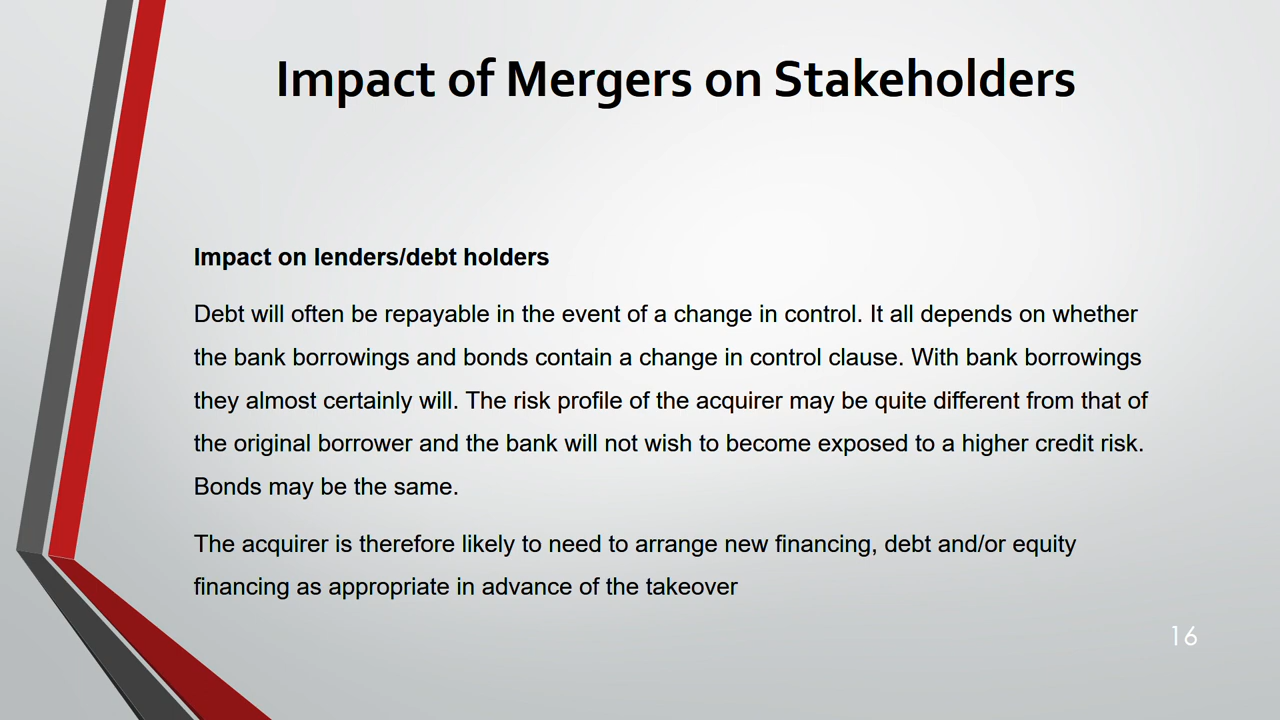 Impact of Mergers on Stakeholders
Impact on lenders/debt holders
Debt will often be repayable in the event of a change in control. It all depends on whether
the bank borrowings and bonds contain a change in control clause. With bank borrowings
they almost certainly will. The risk profile of the acquirer may be quite different from that of
the original borrower and the bank will not wish to become exposed to a higher credit risk.
Bonds may be the same.
The acquirer is therefore likely to need to arrange new financing, debt and/or equity
financing as appropriate in advance of the takeover
16